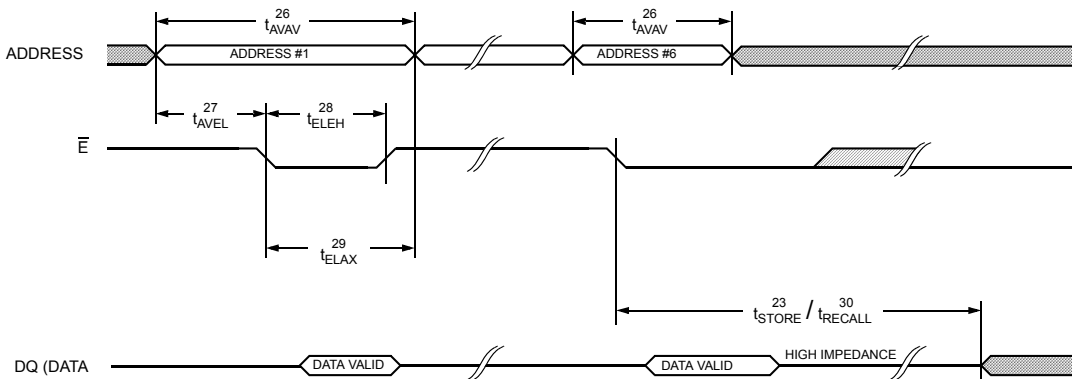 26
tAVAV
26
tAVAV
ADDRESS
ADDRESS #1
ADDRESS #6
27
tAVEL
28
tELEH
E
29
tELAX
23 30
tSTORE / tRECALL
DQ (DATA
DATA VALID
DATA VALID
HIGH IMPEDANCE